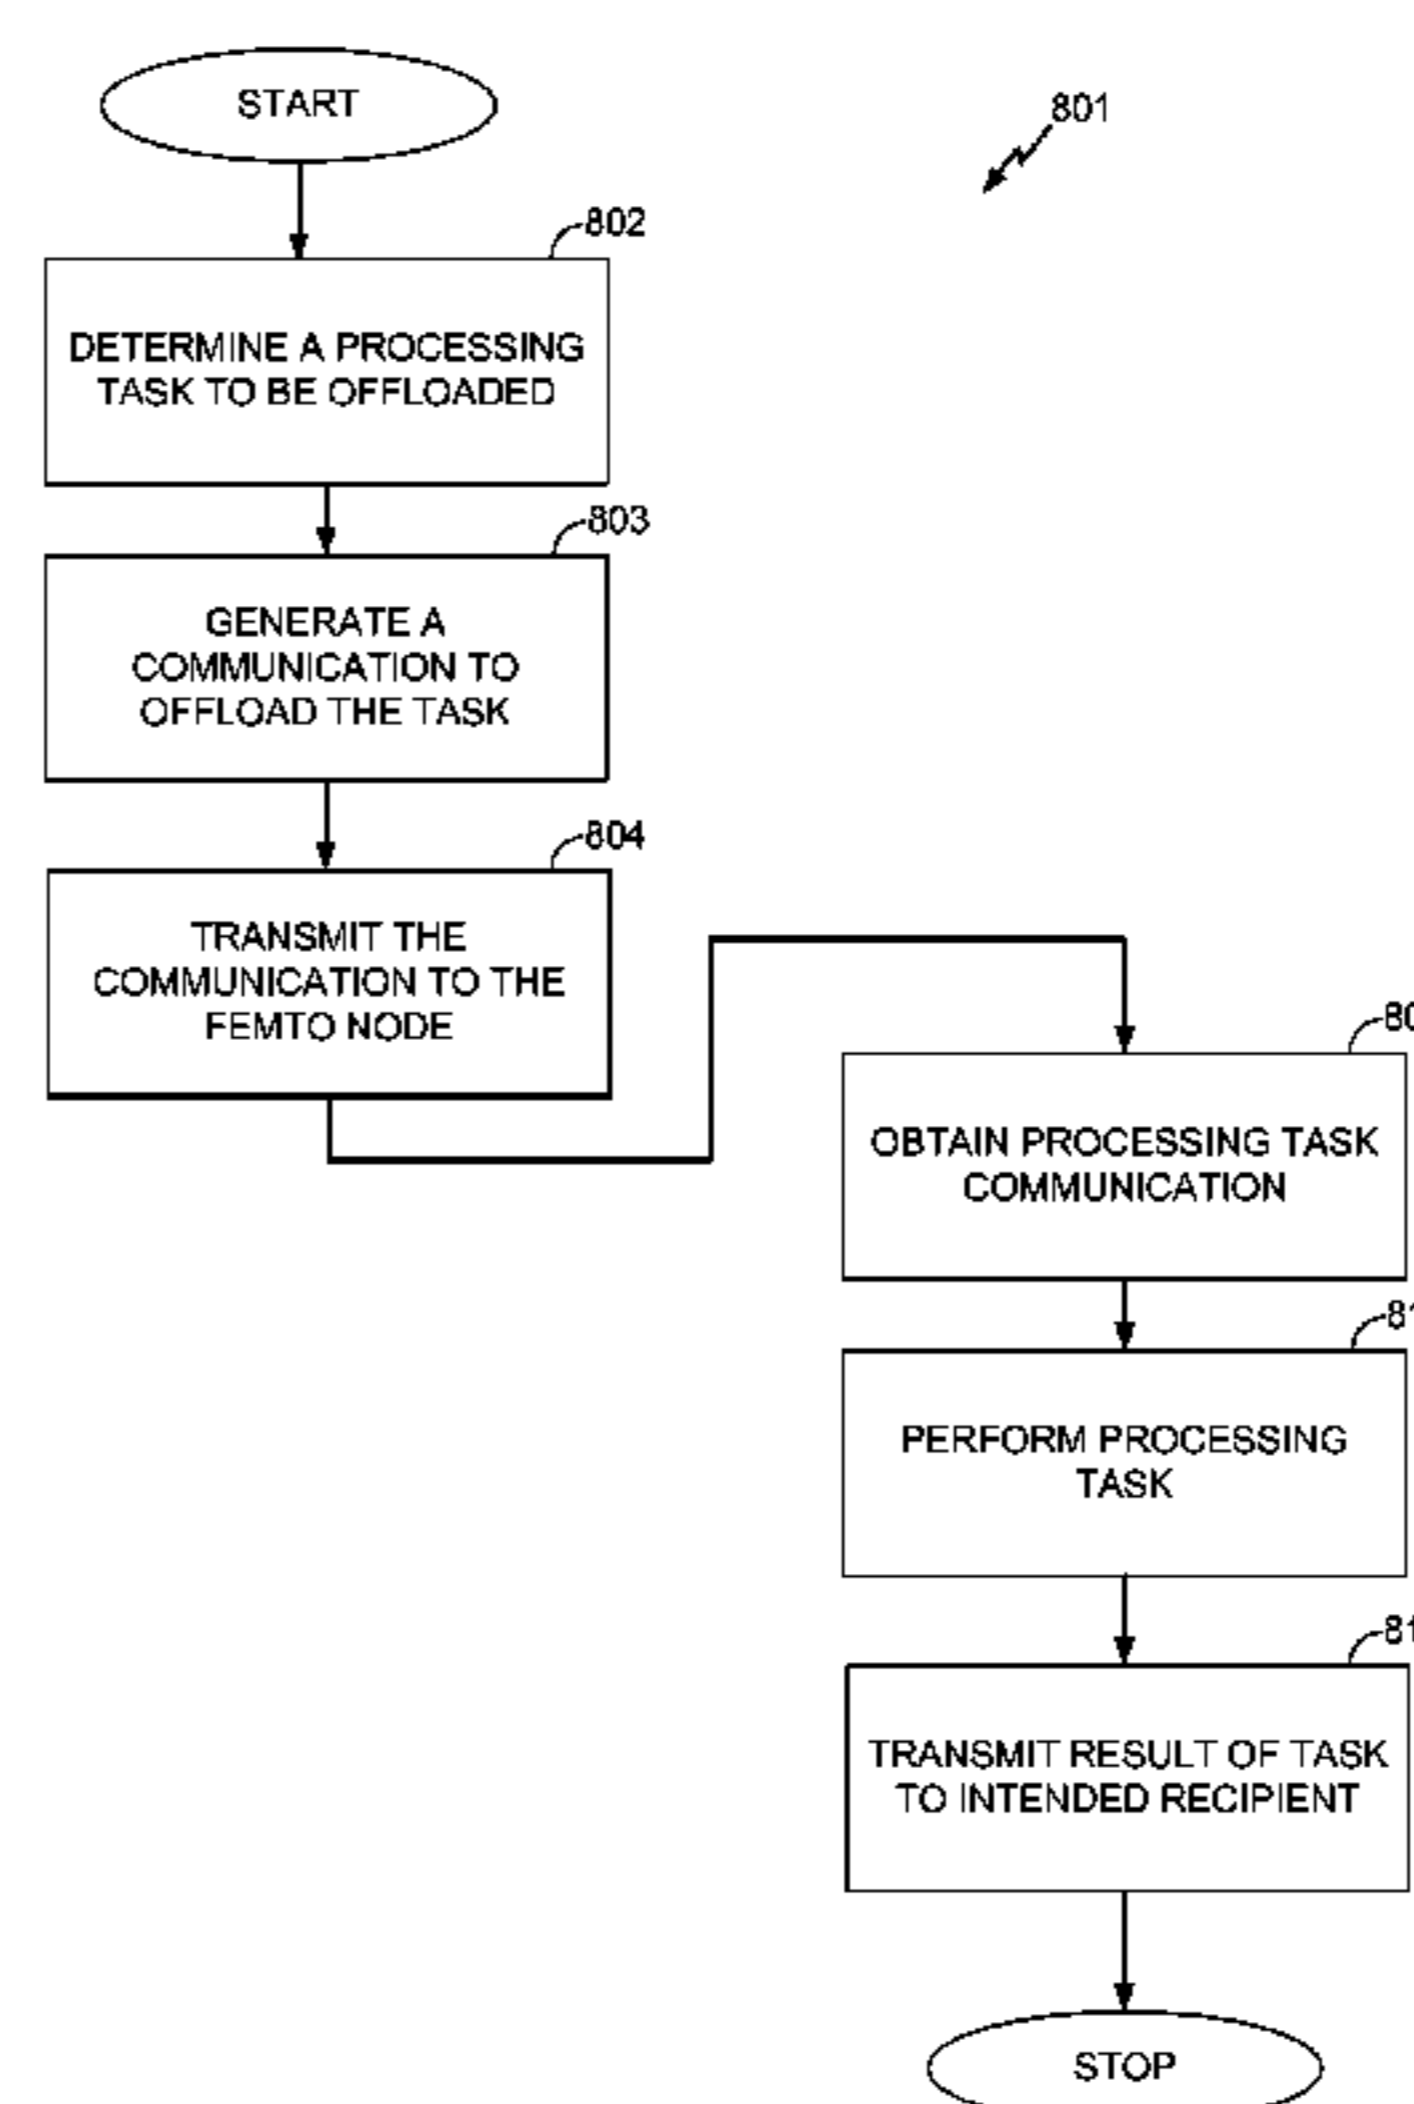 START
801
802
DETERMINE A PROCESSING
TASK TO BE OFFLOADED
803
GENERATE A
COMMUNICATION TO
OFFLOAD THE TASK
804
TRANSMIT THE
COMMUNICATION TO THE
FEMTO NODE
OBTAIN PROCESSING TASK
COMMUNICATION
PERFORM PROCESSING
TASK
TRANSMIT RESULT OF TASK
TO INTENDED RECIPIENT
STOP